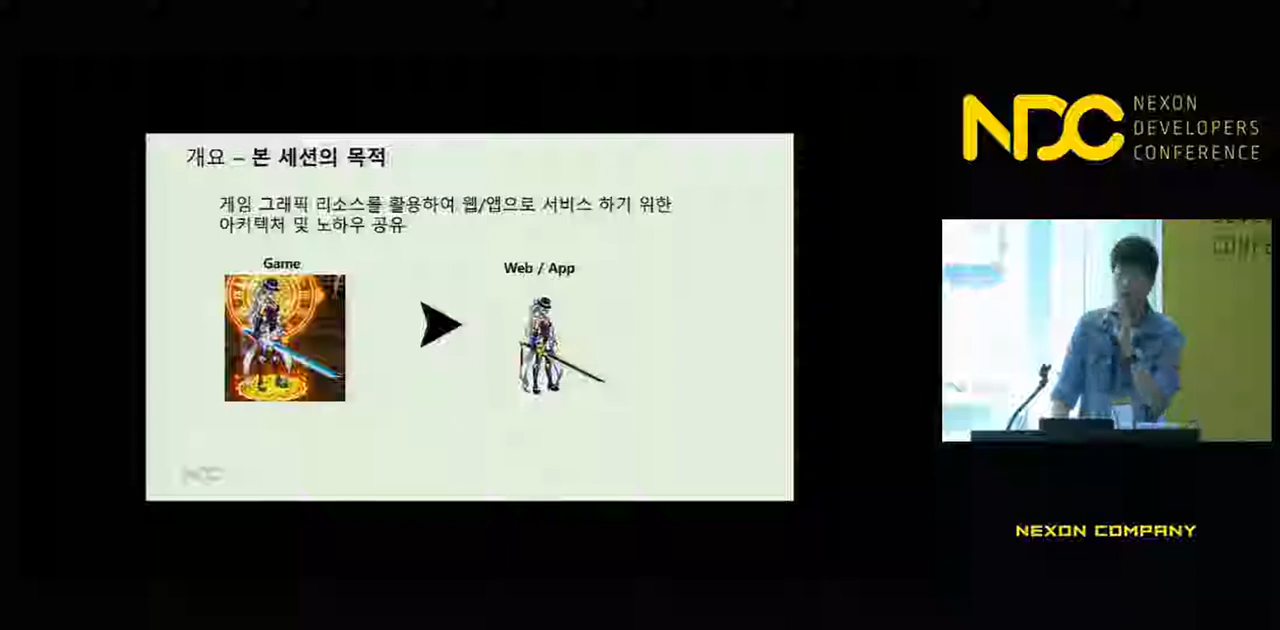 개요 – 본 세션의 목적
게임 그래픽 리소스를 활용하여 웹/앱으로 서비스 하기 위한
아키텍쳐 및 노하우 공유
Game
Web / App
NDC
NDC
NEXON
DEVELOPERS
CONFERENCE
NEXON COMPANY